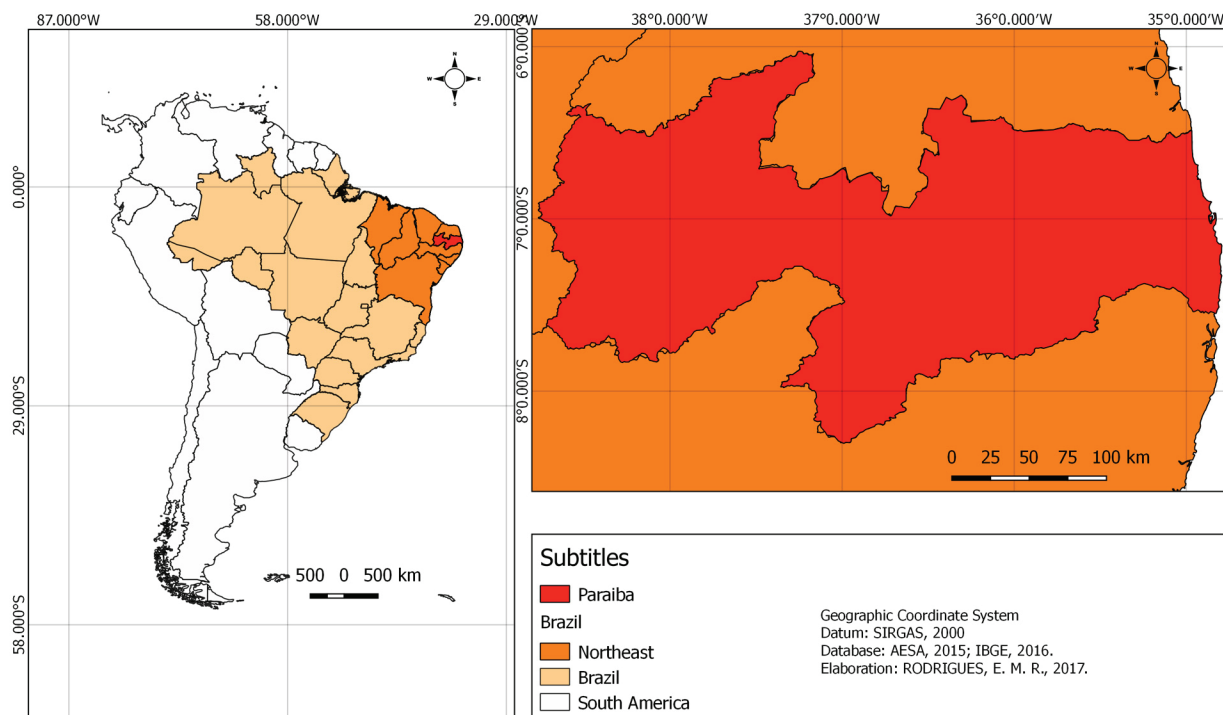 87.000°W 58.000°W 29.000°W
0.000°
29.000°S
58.000°S
N
W E
S
500 0 500 km
38°0.000'W 37°0.000'W 36°0.000'W 35°0.000'W
6°0.000'S
7°0.000'S
8°0.000'S
N
W E
S
0 25 50 75 100 km
Subtitles
Paraiba
Brazil
Northeast
Brazil
South America
Geographic Coordinate System
Datum: SIRGAS, 2000
Database: AESA, 2015; IBGE, 2016.
Elaboration: RODRIGUES, E. M. R., 2017.